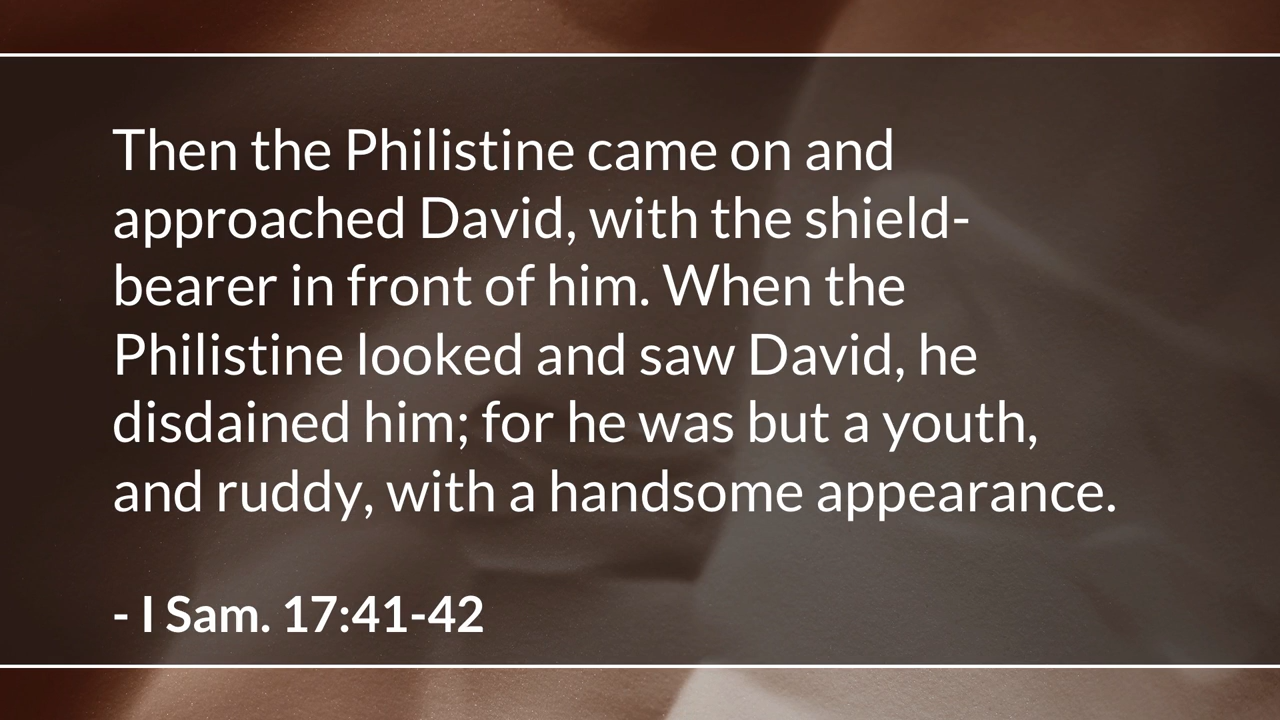 Then the Philistine came on and
approached David, with the shield-
bearer in front of him. When the
Philistine looked and saw David, he
disdained him; for he was but a youth,
and ruddy, with a handsome appearance.
- I Sam. 17:41-42